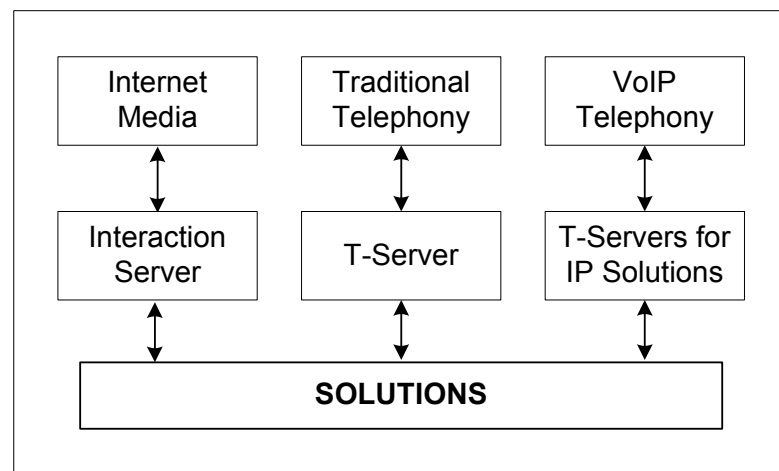 Internet
Media
Traditional
Telephony
VoIP
Telephony
Interaction
Server
T-Server
T-Servers for
IP Solutions
SOLUTIONS